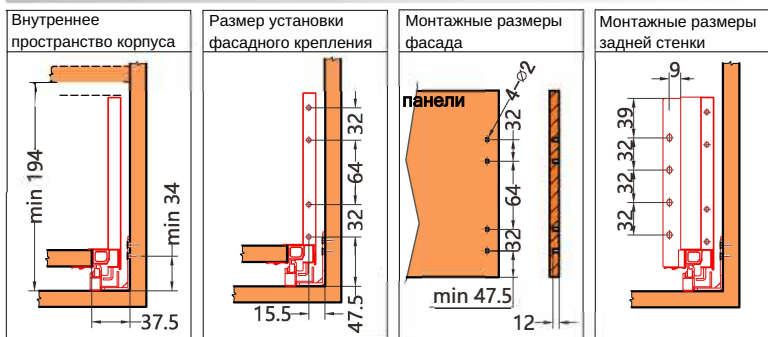 Внутреннее
пространство корпуса
min 194
min 34
37.5
Размер установки
фасадного крепления
32
64
32
15.5
47.5
Монтажные размеры
фасада
панели
4-⌀2
32
64
32
min 47.5
12
Монтажные размеры
задней стенки
9
39
32
32
32